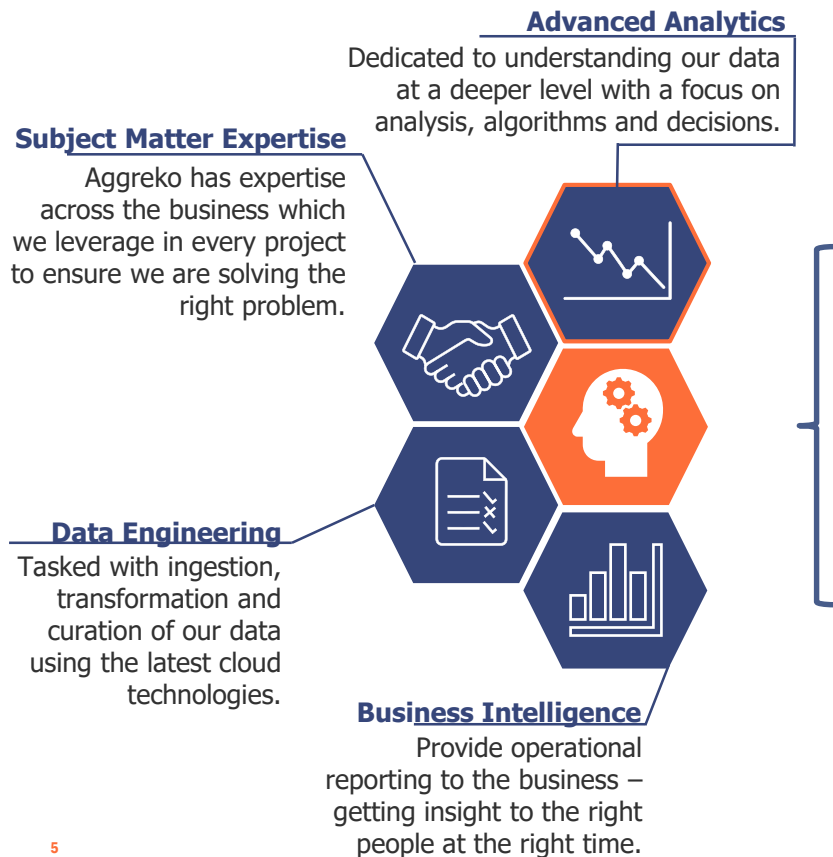 Advanced Analytics
Dedicated to understanding our data
at a deeper level with a focus on
analysis, algorithms and decisions.
Subject Matter Expertise
Aggreko has expertise
across the business which
we leverage in every project
to ensure we are solving the
right problem.
Data Engineering
Tasked with ingestion,
transformation and
curation of our data
using the latest cloud
technologies.
Business Intelligence
Provide operational
reporting to the business –
getting insight to the right
people at the right time.
5